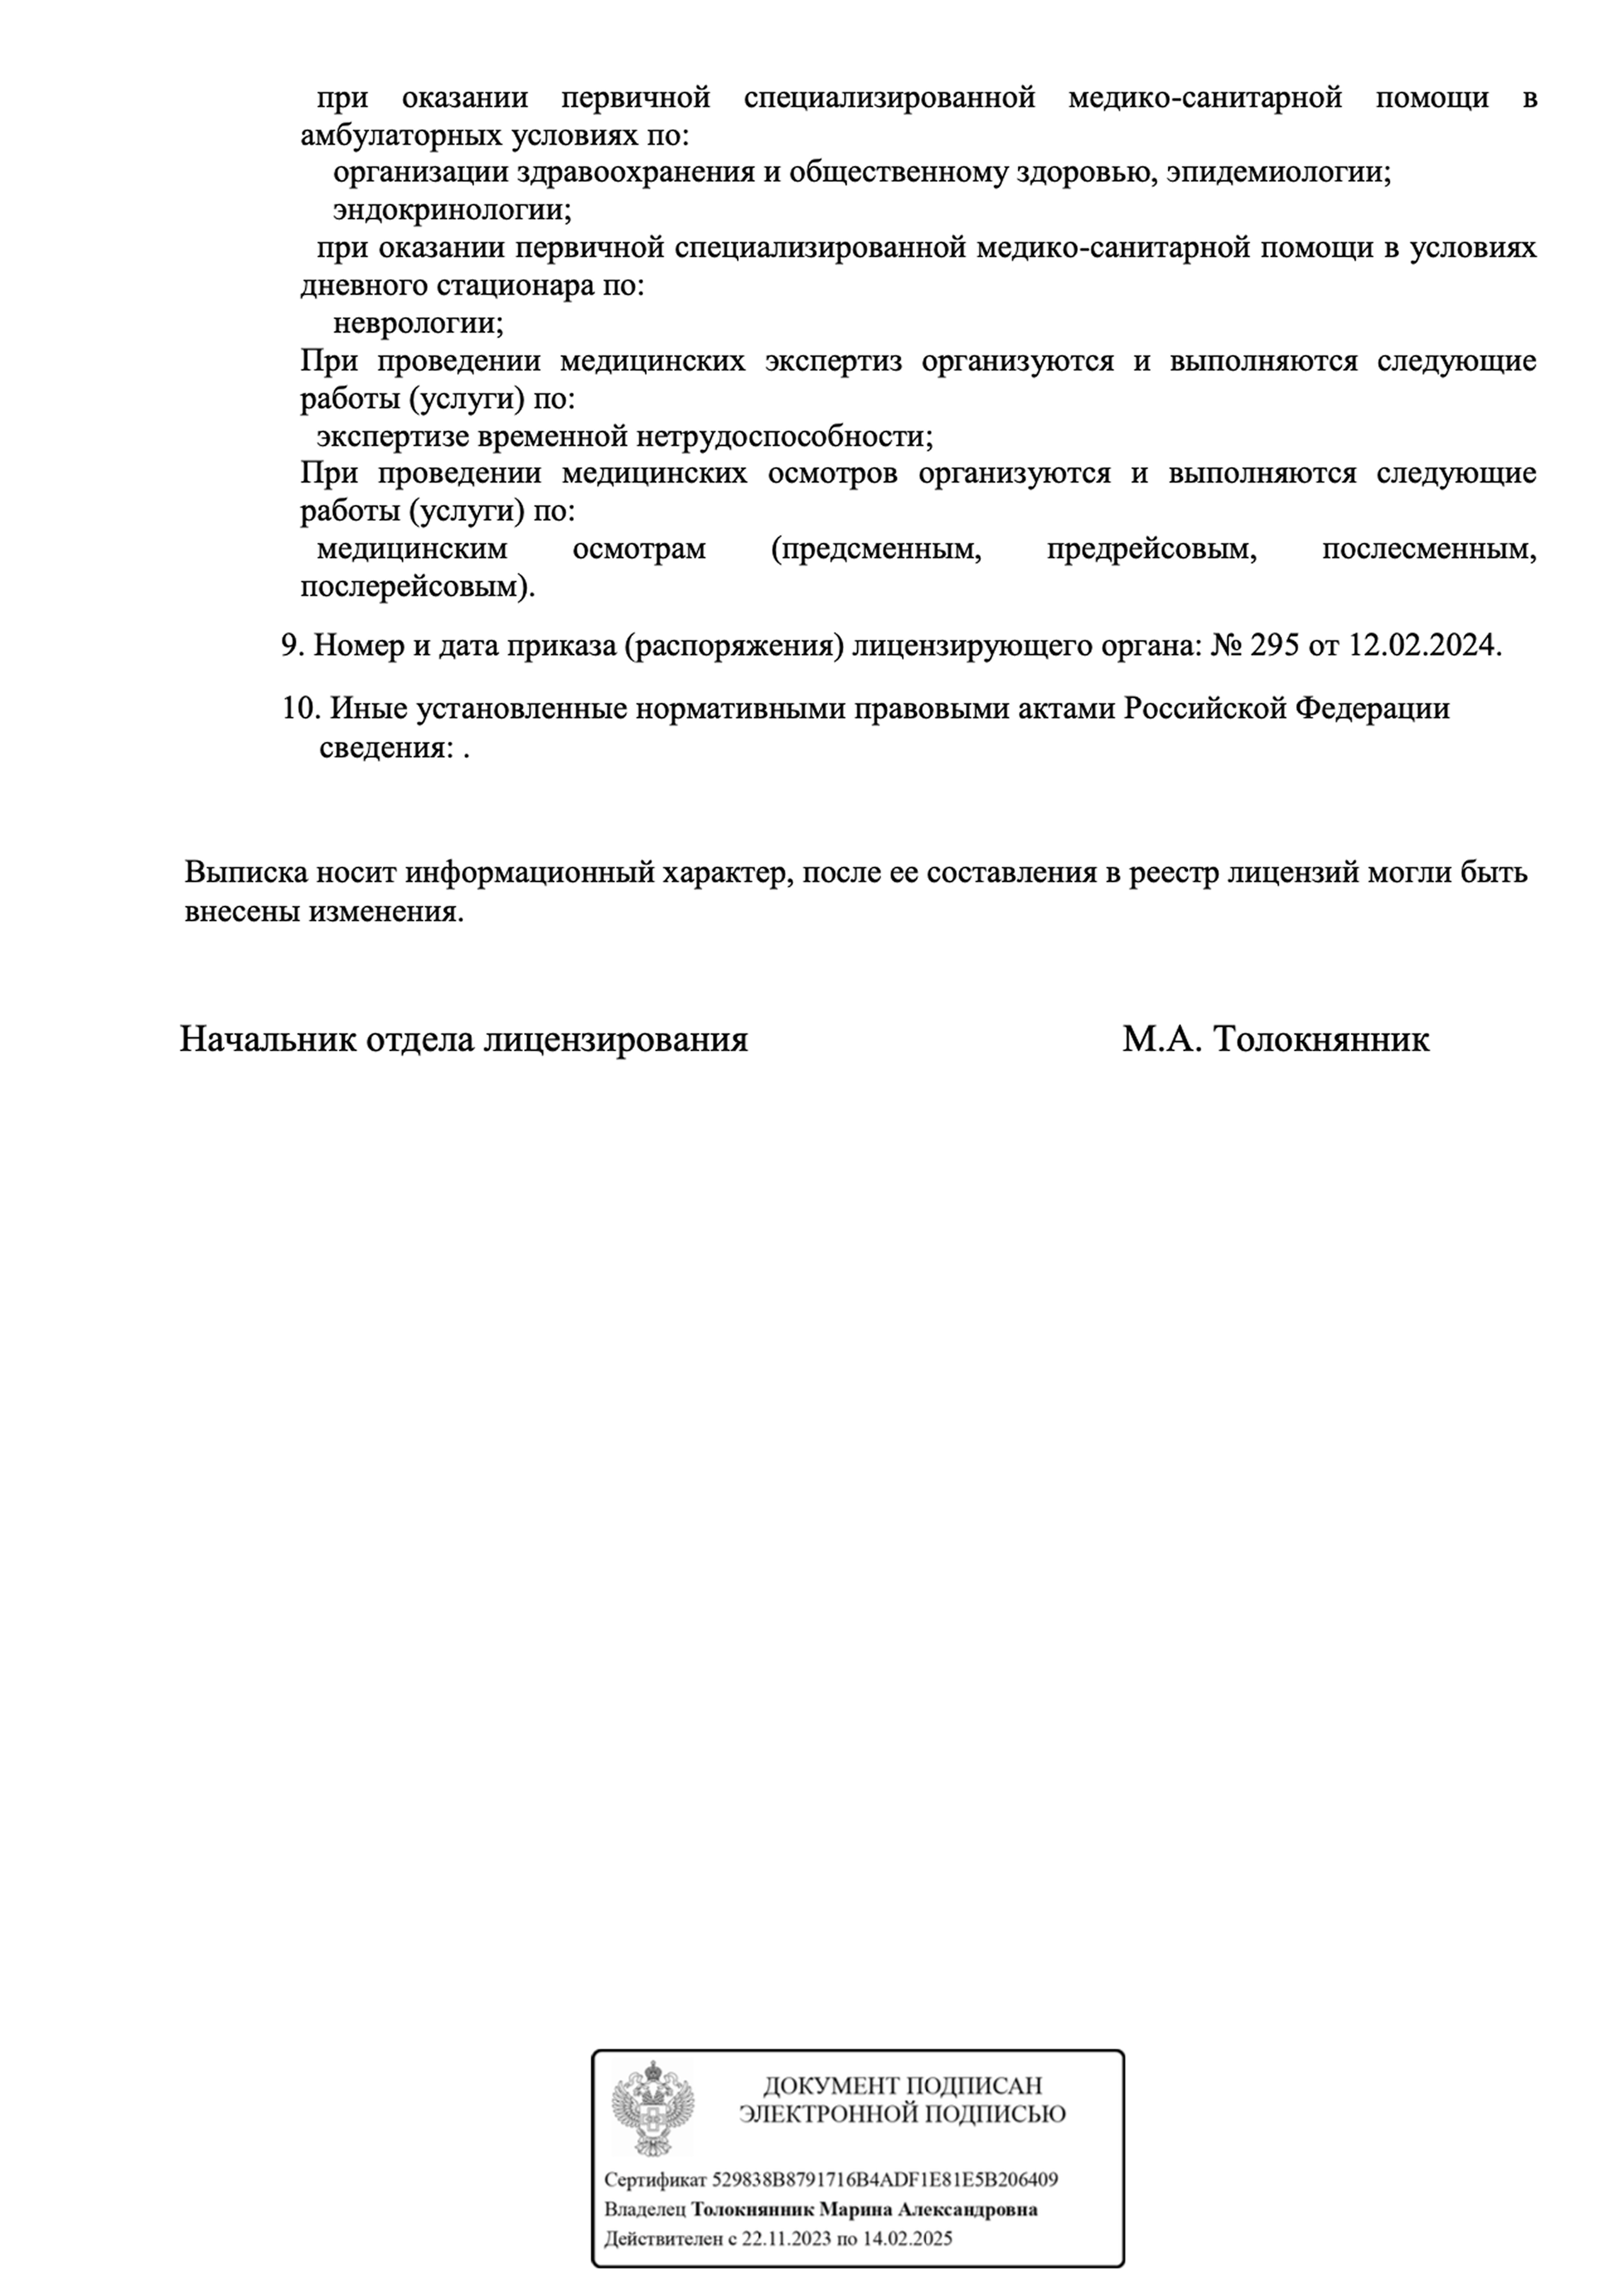 при оказании первичной специализированной медико-санитарной помощи в
амбулаторных условиях по:
организации здравоохранения и общественному здоровью, эпидемиологии;
эндокринологии;
при оказании первичной специализированной медико-санитарной помощи в условиях
дневного стационара по:
неврологии;
При проведении медицинских экспертиз организуются и выполняются следующие
работы (услуги) по:
экспертизе временной нетрудоспособности;
При проведении медицинских осмотров организуются и выполняются следующие
работы (услуги) по:
медицинским осмотрам (предсменным, предрейсовым, послесменным,
послерейсовым).
9. Номер и дата приказа (распоряжения) лицензирующего органа: № 295 от 12.02.2024.
10. Иные установленные нормативными правовыми актами Российской Федерации
сведения: .
Выписка носит информационный характер, после ее составления в реестр лицензий могли быть
внесены изменения.
Начальник отдела лицензирования М.А. Толокнянник
ДОКУМЕНТ ПОДПИСАН
ЭЛЕКТРОННОЙ ПОДПИСЬЮ
Сертификат 529838B8791716B4ADF1E81E5B206409
Владелец Толокнянник Марина Александровна
Действителен с 22.11.2023 по 14.02.2025